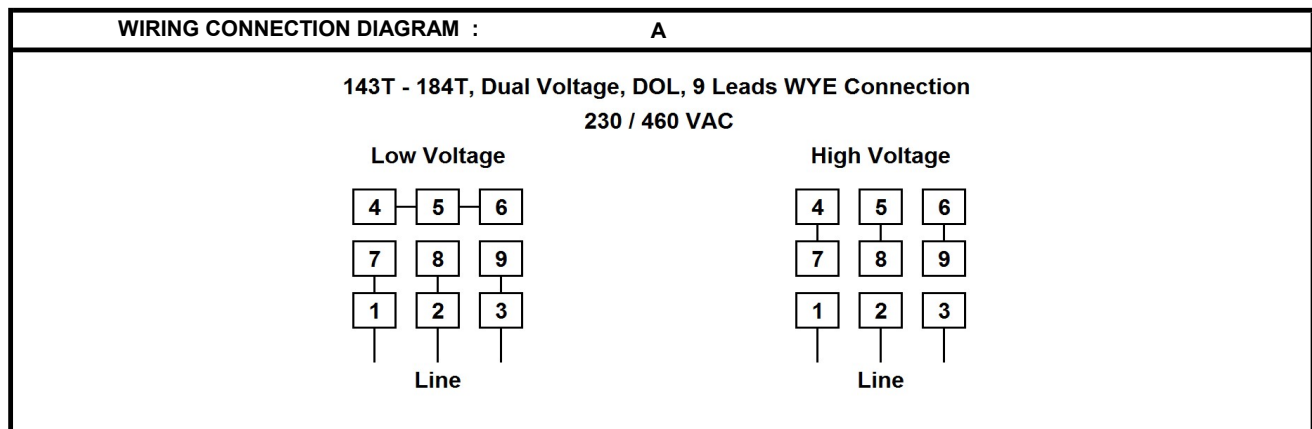 WIRING CONNECTION DIAGRAM : A
143T - 184T, Dual Voltage, DOL, 9 Leads WYE Connection
230 / 460 VAC
Low Voltage High Voltage
4 5 6 4 5 6
7 8 9 7 8 9
1 2 3 1 2 3
Line Line